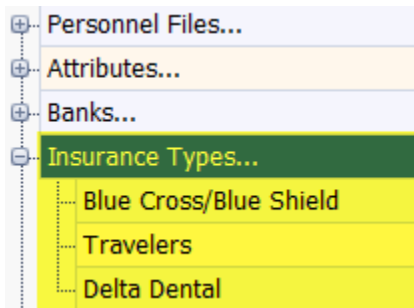 Personnel Files...
Attributes...
Banks...
Insurance Types...
Blue Cross/Blue Shield
Travelers
Delta Dental